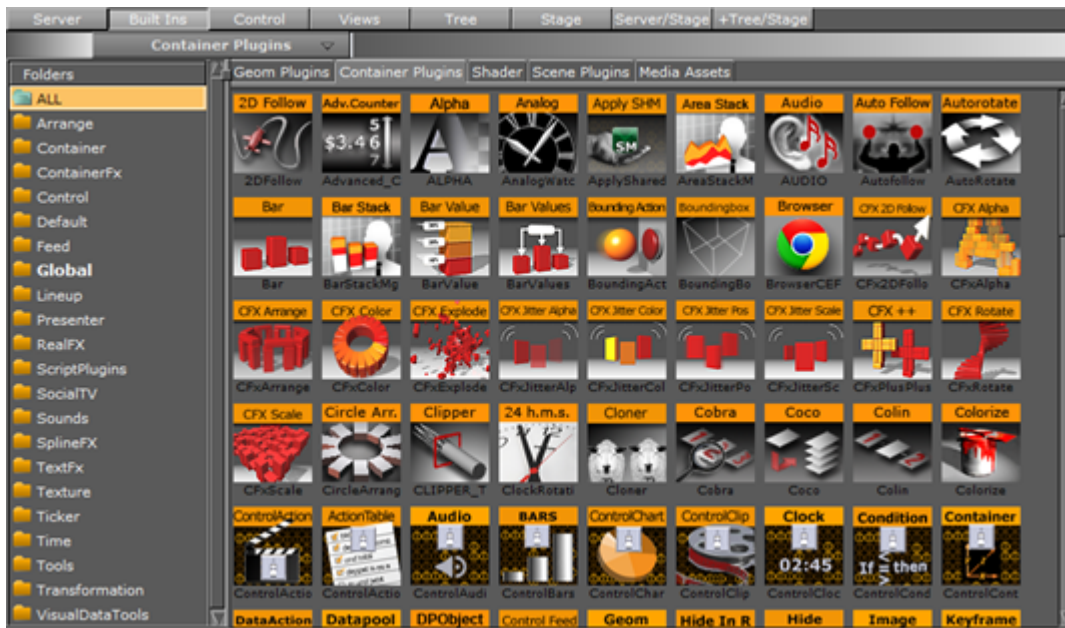 Server Built Ins Control Views Tree Stage Server/Stage +Tree/Stage
Container Plugins
Folders
ALL
Arrange
Container
ContainerFx
Control
Default
Feed
Global
Lineup
Presenter
RealFX
ScriptPlugins
SocialTV
Sounds
SplineFX
TextFx
Texture
Ticker
Time
Tools
Transformation
VisualDataTools
Geom Plugins Container Plugins Shader Scene Plugins Media Assets
2D Follow Adv.Counter Alpha Analog Apply SHM Area Stack Audio Auto Follow Autorotate
$3.46 5 7 A SM
2DFollow Advanced_C ALPHA AnalogWatc ApplyShared AreaStackM AUDIO Autofollow AutoRotate
Bar Bar Stack Bar Value Bar Values Bounding Action Boundingbox Browser CFX 2D Follow CFX Alpha
Bar BarStackMg BarValue BarValues BoundingAct BoundingBo BrowserCEF CFx2DFollo CFxAlpha
CFX Arrange CFX Color CFX Explode CFX Jitter Alpha CFX Jitter Color CFX Jitter Pos CFX Jitter Scale CFX ++ CFX Rotate
CFxArrange CFxColor CFxExplode CFxJitterAlp CFxJitterCol CFxJitterPo CFxJitterSc CFxPlusPlus CFxRotate
CFX Scale Circle Arr. Clipper 24 h.m.s. Cloner Cobra Coco Colin Colorize
CFxScale CircleArrang CLIPPER_T ClockRotati Cloner Cobra Coco Colin Colorize
ControlAction ActionTable Audio BARS ControlChart ControlClip Clock Condition Container
02:45 If then
ControlActio ControlActio ControlAudi ControlBars ControlChar ControlClip ControlCloc ControlCond ControlCont
DataAction Datapool DPObject Control Feed Geom Hide In R Hide Image Keyframe